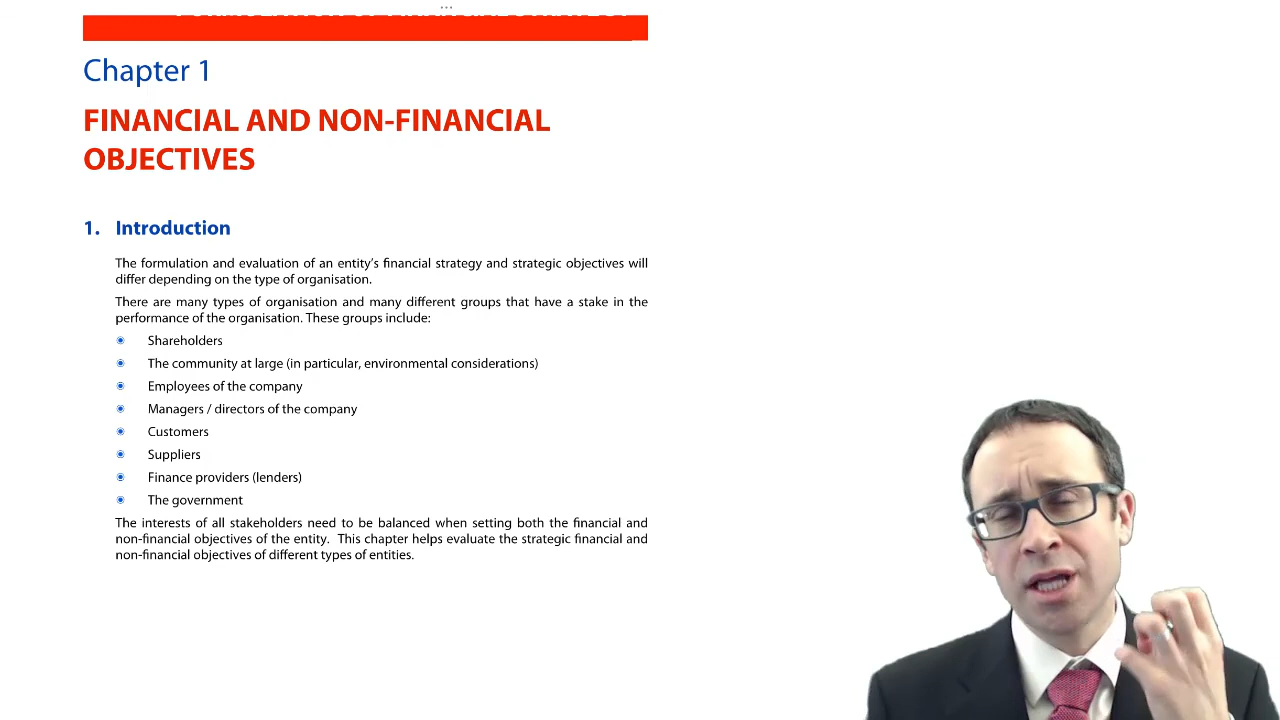 Chapter 1
FINANCIAL AND NON-FINANCIAL
OBJECTIVES
1. Introduction
The formulation and evaluation of an entity's financial strategy and strategic objectives will
differ depending on the type of organisation.
There are many types of organisation and many different groups that have a stake in the
performance of the organisation. These groups include:
Shareholders
The community at large (in particular, environmental considerations)
Employees of the company
Managers / directors of the company
Customers
Suppliers
Finance providers (lenders)
The government
The interests of all stakeholders need to be balanced when setting both the financial and
non-financial objectives of the entity. This chapter helps evaluate the strategic financial and
non-financial objectives of different types of entities.